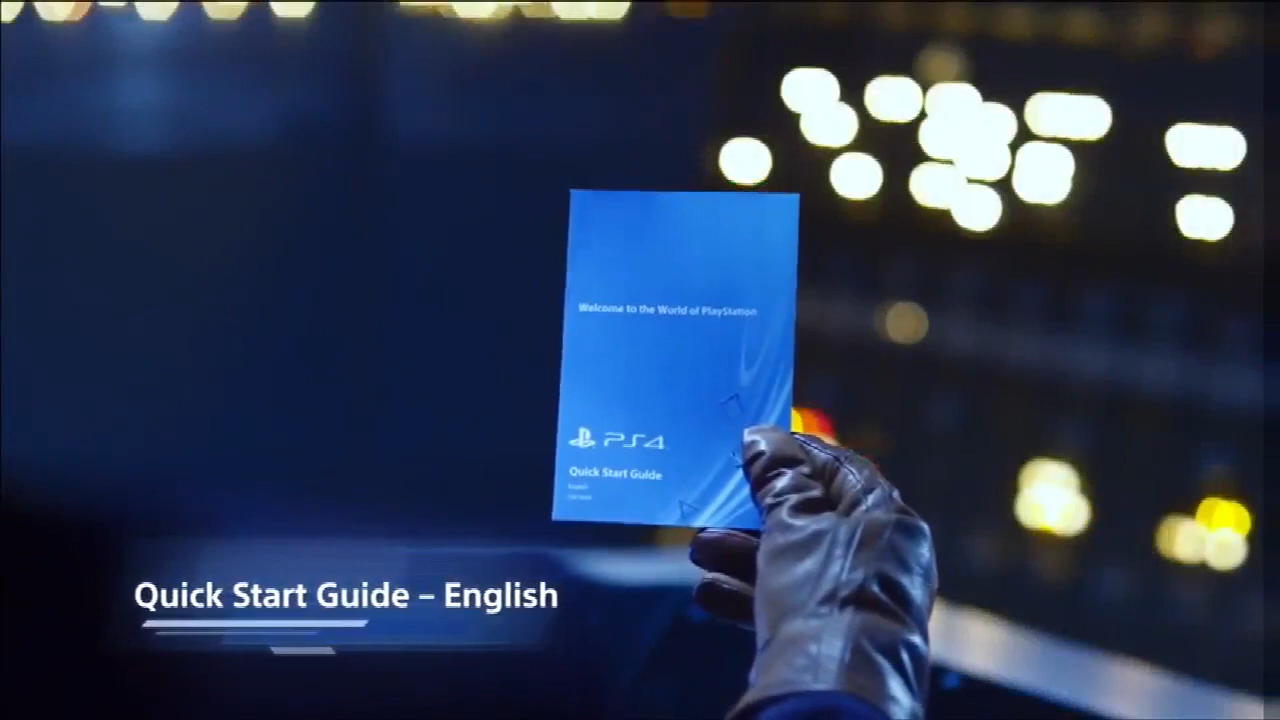 Welcome to the World of PlayStation
PS4
Quick Start Guide
Quick Start Guide – English